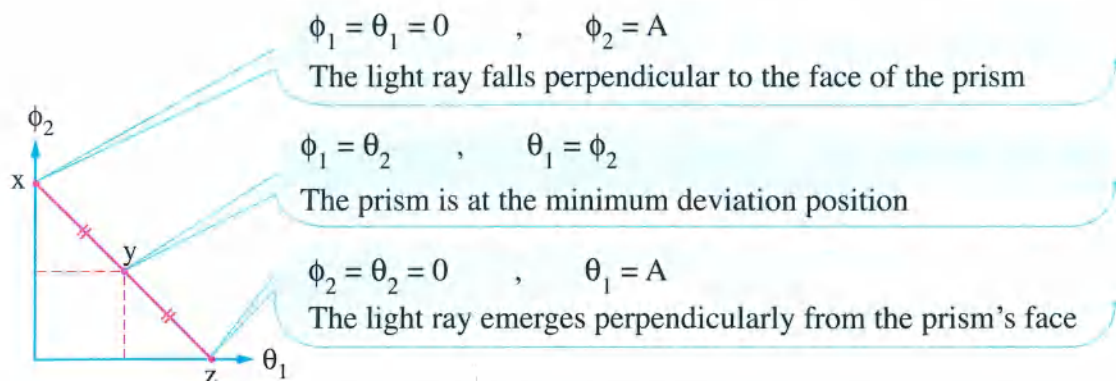 ϕ₁ = θ₁ = 0 , ϕ₂ = A
The light ray falls perpendicular to the face of the prism
ϕ₂
x
ϕ₁ = θ₂ , θ₁ = ϕ₂
The prism is at the minimum deviation position
y
ϕ₂ = θ₂ = 0 , θ₁ = A
The light ray emerges perpendicularly from the prism's face
z
θ₁